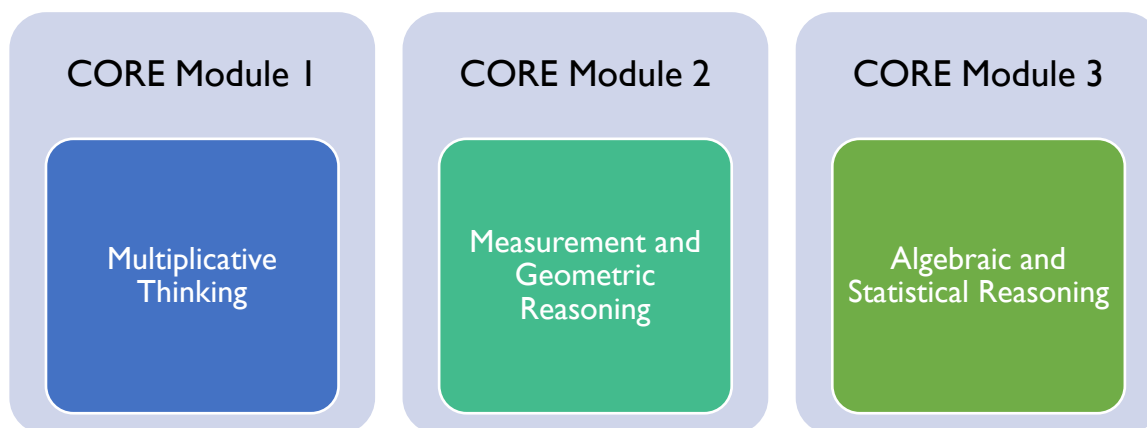 CORE Module 1
Multiplicative
Thinking
CORE Module 2
Measurement and
Geometric
Reasoning
CORE Module 3
Algebraic and
Statistical Reasoning